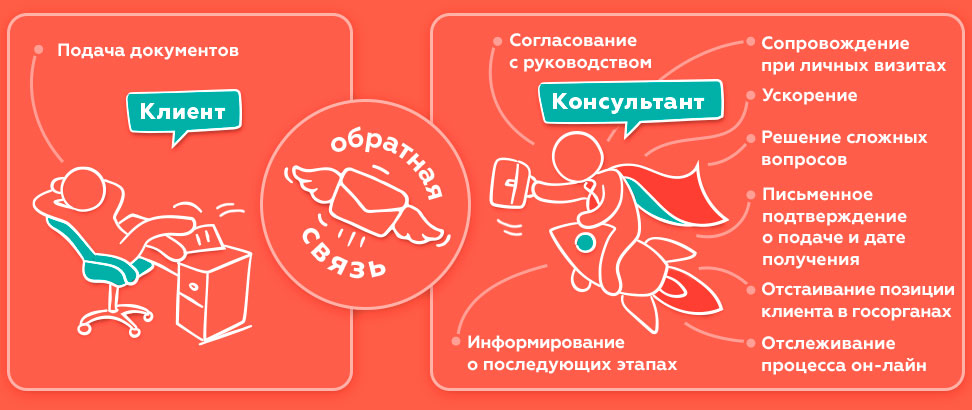 Подача документов
Клиент
обратная
связь
Согласование
с руководством
Консультант
Сопровождение
при личных визитах
Ускорение
Решение сложных
вопросов
Письменное
подтверждение
о подаче и дате
получения
Отстаивание позиции
клиента в госорганах
Отслеживание
процесса он-лайн
Информирование
о последующих этапах